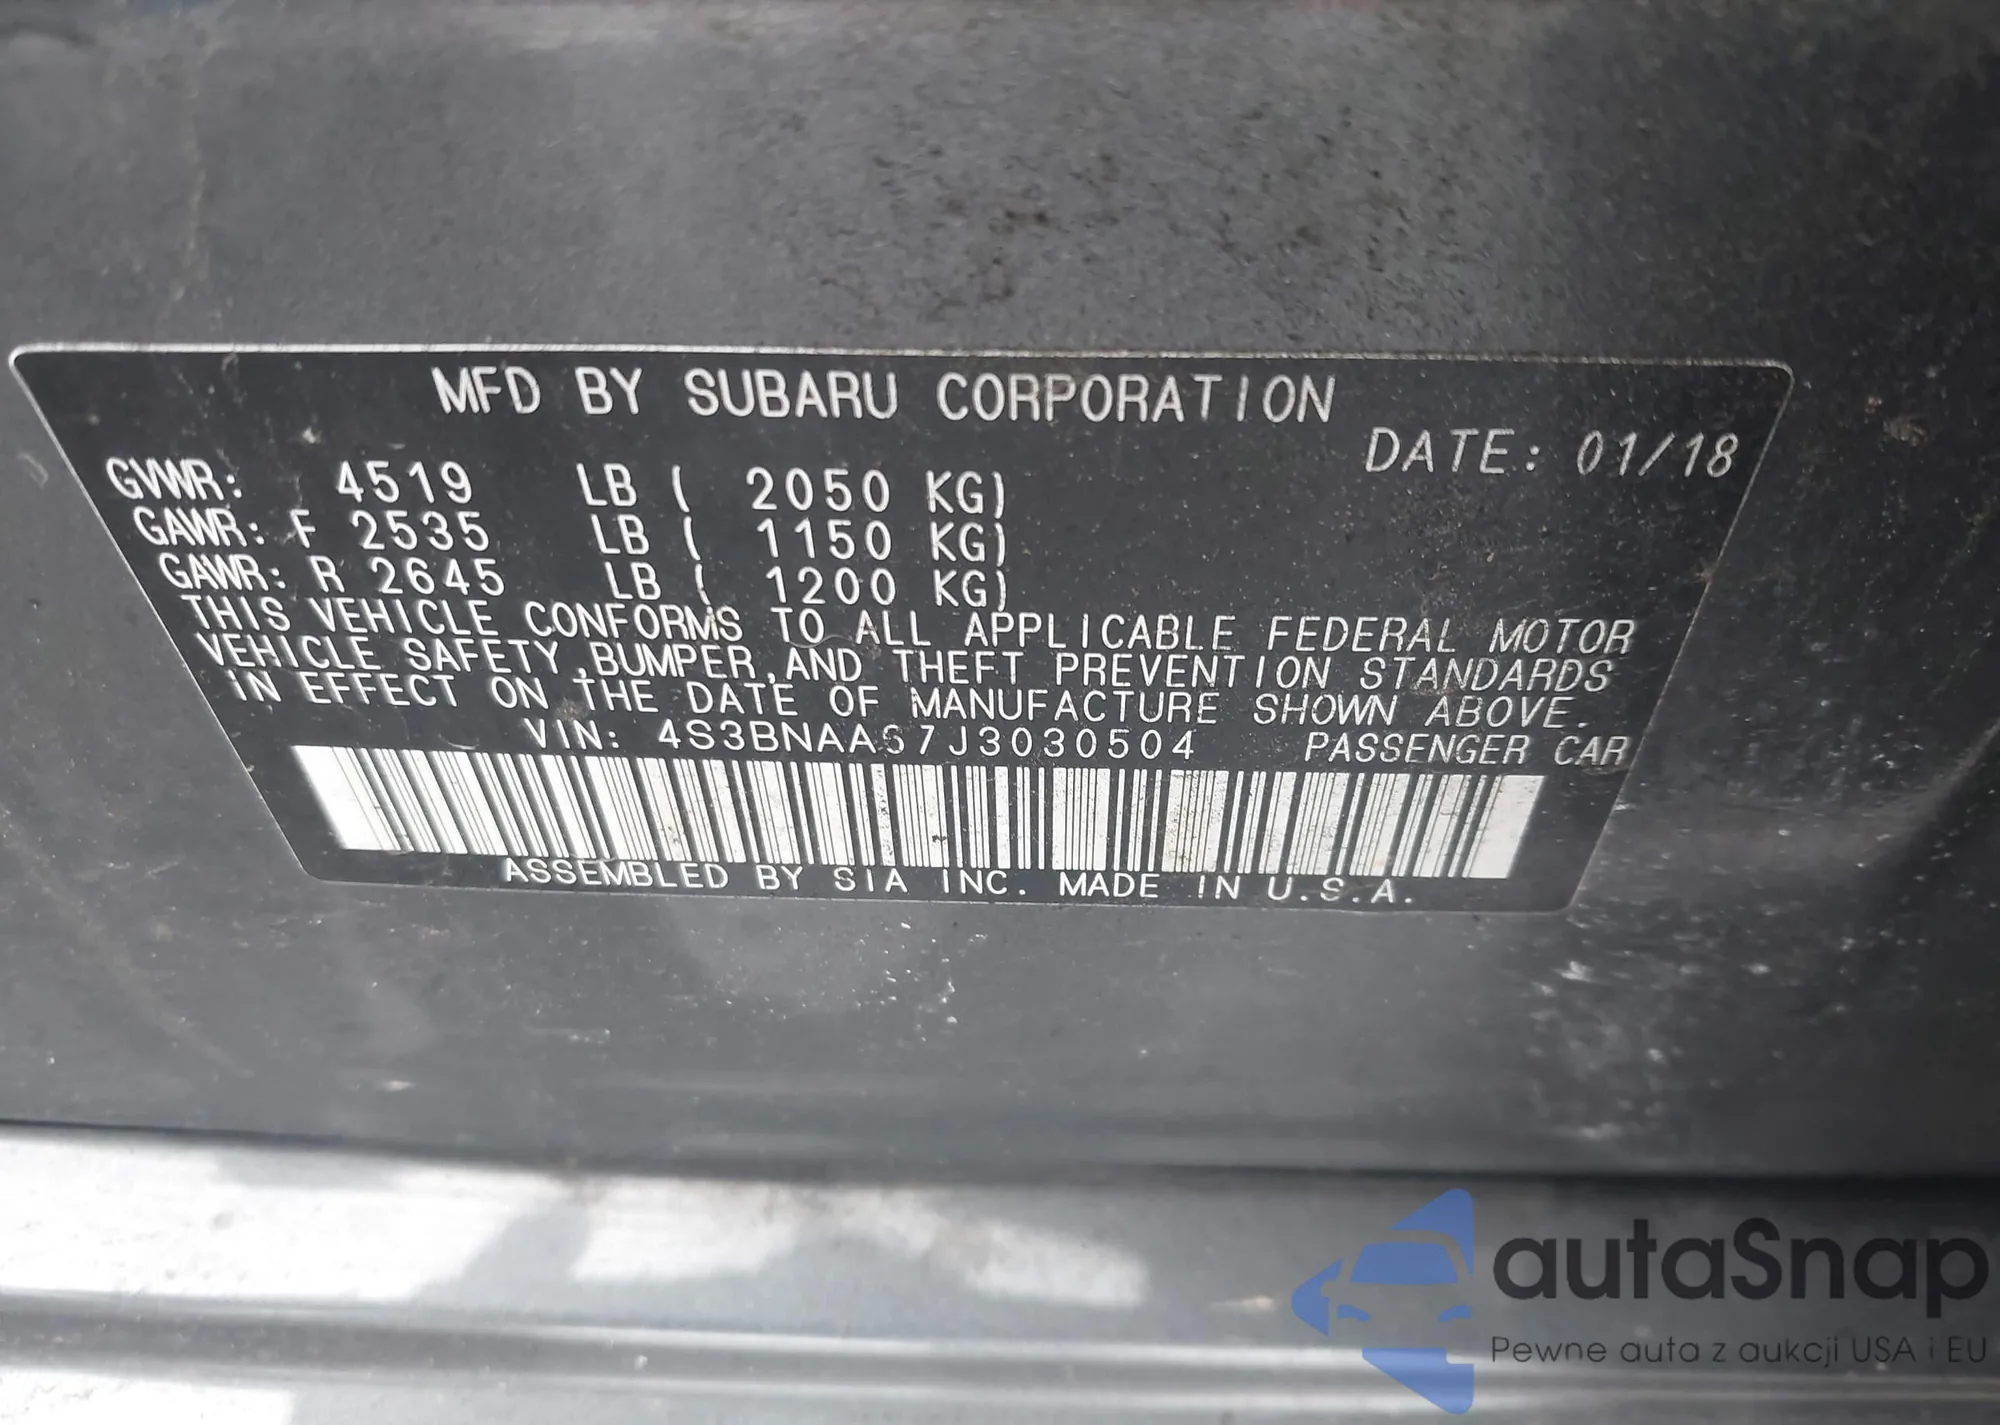 MFD BY SUBARU CORPORATION
DATE: 01/18
GVWR: 4519 LB ( 2050 KG)
GAWR: F 2535 LB ( 1150 KG)
GAWR: R 2645 LB ( 1200 KG)
THIS VEHICLE CONFORMS TO ALL APPLICABLE FEDERAL MOTOR
VEHICLE SAFETY,BUMPER,AND THEFT PREVENTION STANDARDS
IN EFFECT ON THE DATE OF MANUFACTURE SHOWN ABOVE.
VIN: 4S3BNAA67J3030504 PASSENGER CAR
ASSEMBLED BY SIA INC. MADE IN U.S.A.
autaSnap
Pewne auta z aukcji USA i EU